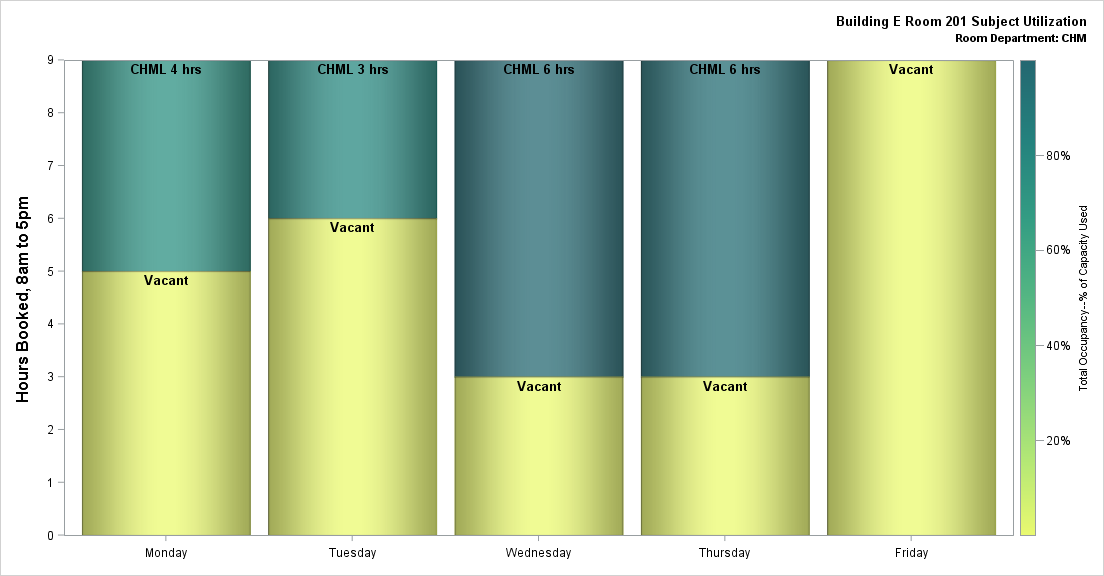 Building E Room 201 Subject Utilization
Room Department: CHM
Hours Booked, 8am to 5pm
9
8
7
6
5
4
3
2
1
0
CHML 4 hrs
Vacant
CHML 3 hrs
Vacant
CHML 6 hrs
Vacant
CHML 6 hrs
Vacant
Vacant
Monday
Tuesday
Wednesday
Thursday
Friday
80%
60%
40%
20%
Total Occupancy--% of Capacity Used